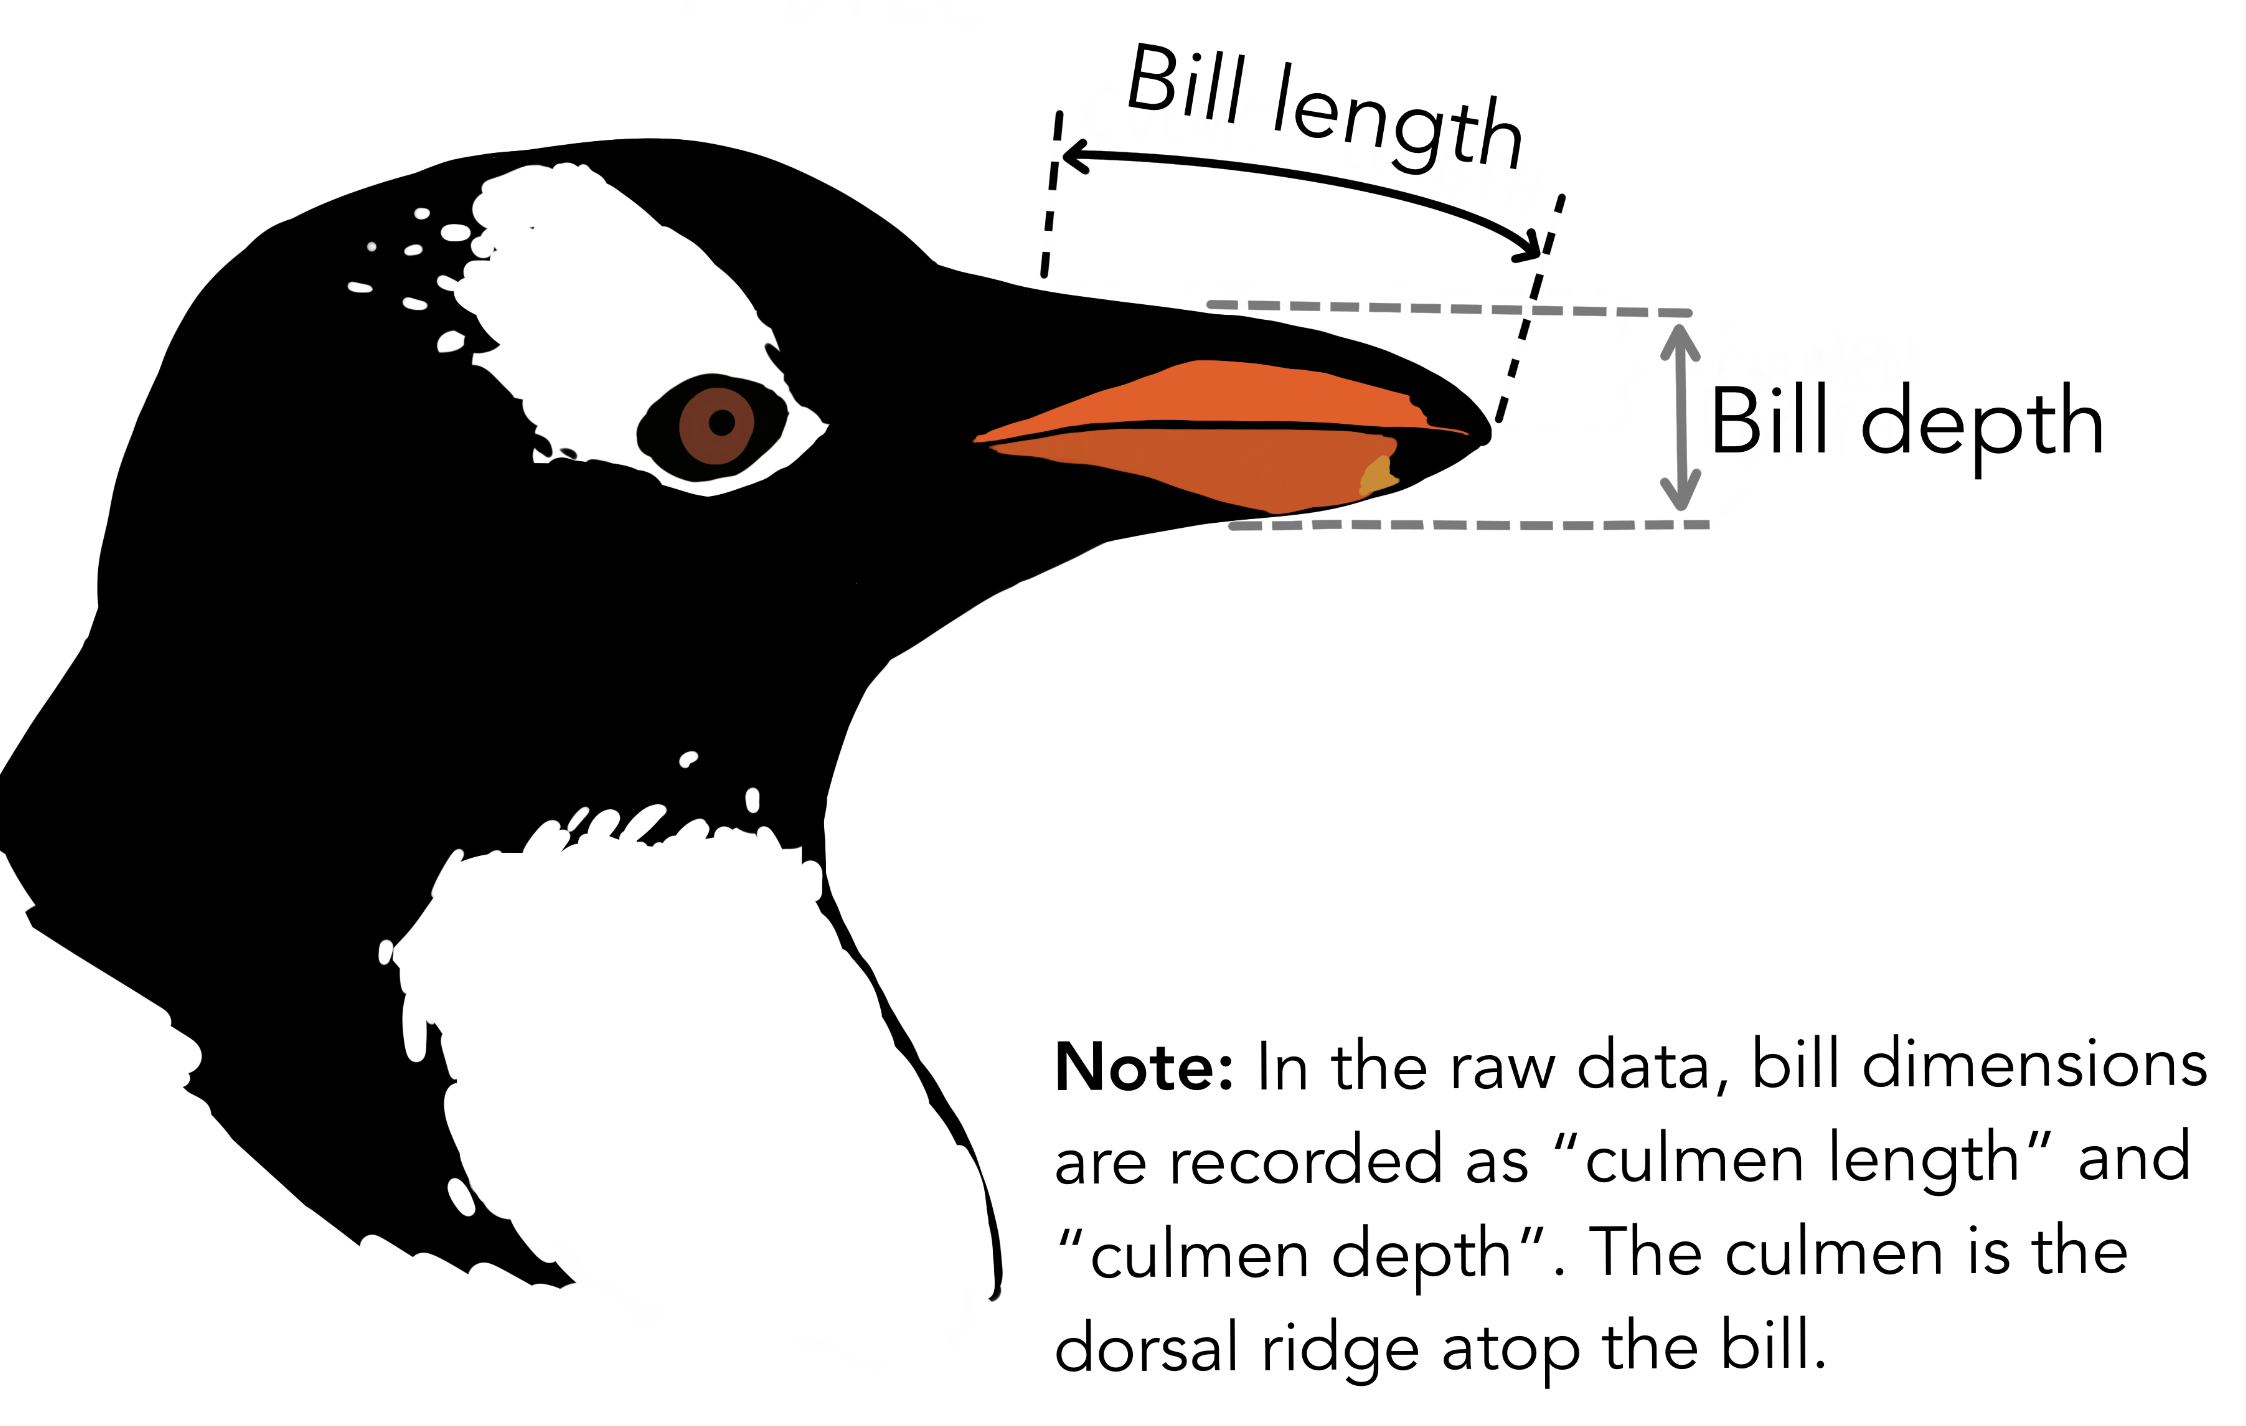 Bill length
Bill depth
Note: In the raw data, bill dimensions
are recorded as “culmen length” and
“culmen depth”. The culmen is the
dorsal ridge atop the bill.